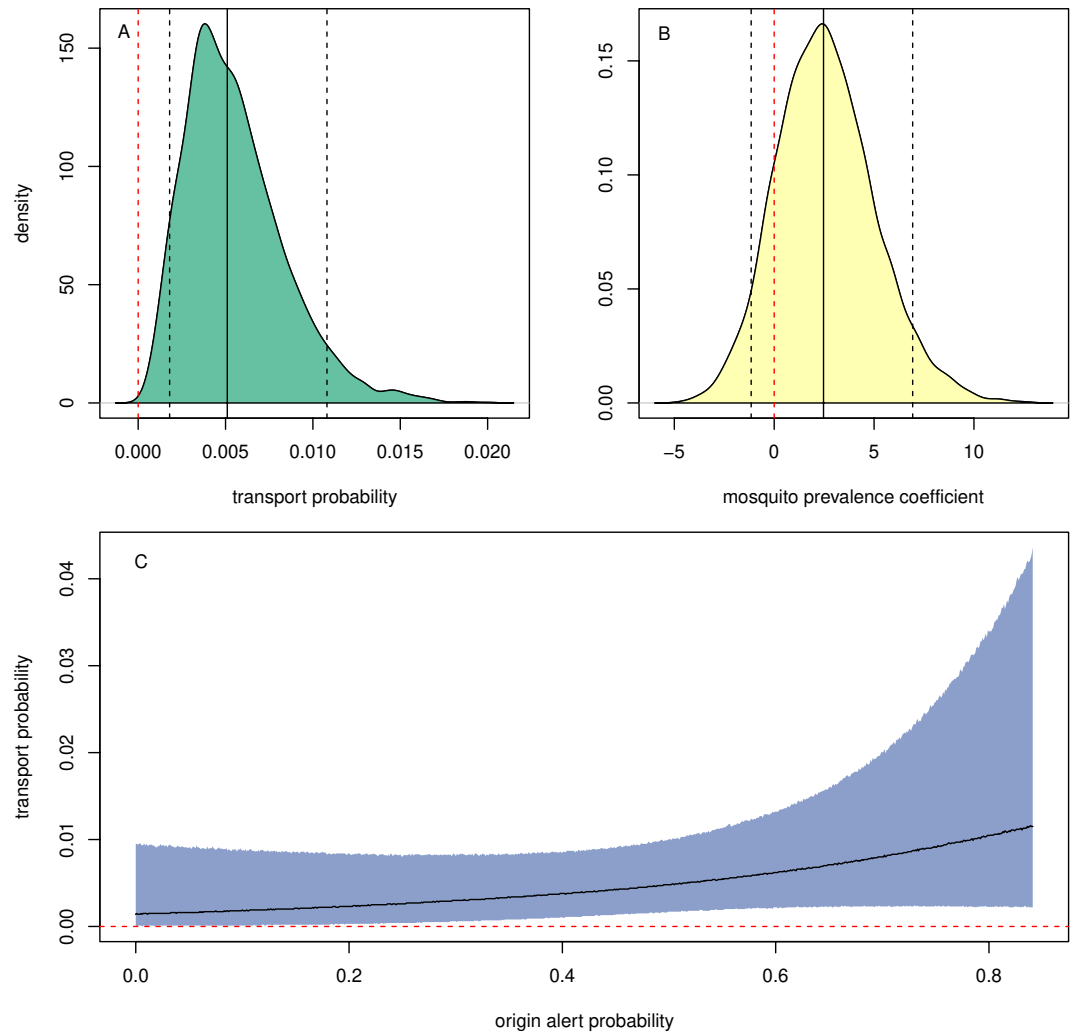 A
density
0 50 100 150
0.000 0.005 0.010 0.015 0.020
transport probability
B
0.00 0.05 0.10 0.15
−5 0 5 10
mosquito prevalence coefficient
C
transport probability
0.00 0.01 0.02 0.03 0.04
0.0 0.2 0.4 0.6 0.8
origin alert probability